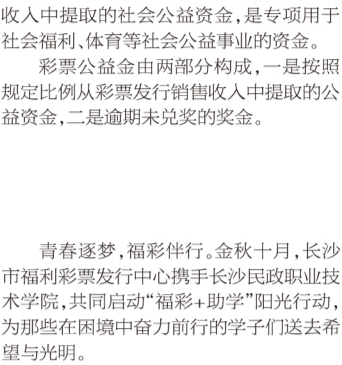 收入中提取的社会公益资金,是专项用于
社会福利、体育等社会公益事业的资金。
彩票公益金由两部分构成,一是按照
规定比例从彩票发行销售收入中提取的公
益资金,二是逾期未兑奖的奖金。
青春逐梦,福彩伴行。金秋十月,长沙
市福利彩票发行中心携手长沙民政职业技
术学院,共同启动“福彩+助学”阳光行动,
为那些在困境中奋力前行的学子们送去希
望与光明。